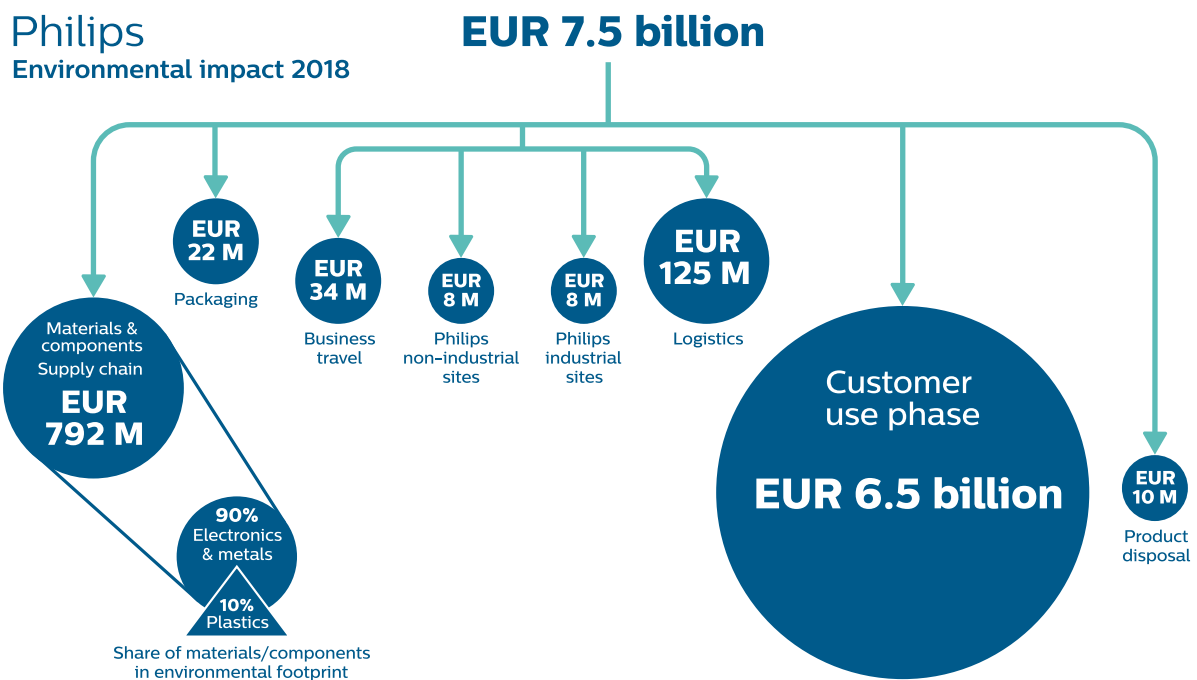 Philips
Environmental impact 2018
EUR 7.5 billion
Materials &
components
Supply chain
EUR
792 M
EUR
22 M
Packaging
EUR
34 M
Business
travel
EUR
8 M
Philips
non-industrial
sites
EUR
8 M
Philips
industrial
sites
EUR
125 M
Logistics
Customer
use phase
EUR 6.5 billion
EUR
10 M
Product
disposal
90%
Electronics
& metals
10%
Plastics
Share of materials/components
in environmental footprint